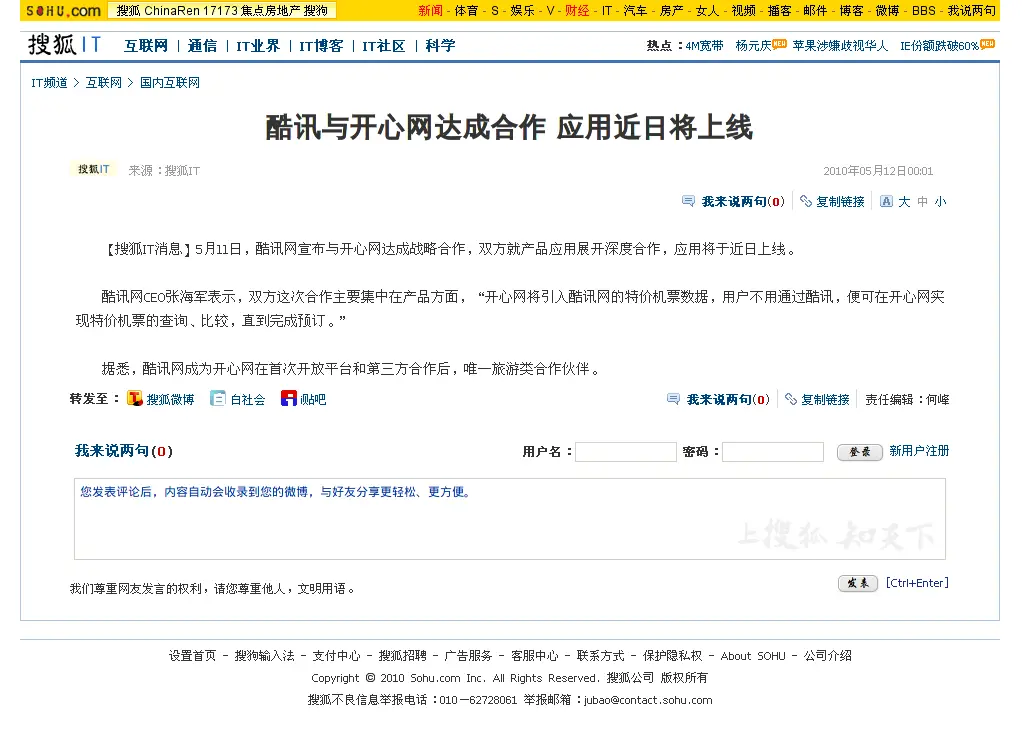 SOHU.com 搜狐 ChinaRen 17173 焦点房地产 搜狗 新闻 - 体育 - S - 娱乐 - V - 财经 - IT - 汽车 - 房产 - 女人 - 视频 - 播客 - 邮件 - 博客 - 微博 - BBS - 我说两句
搜狐 IT 互联网 | 通信 | IT业界 | IT博客 | IT社区 | 科学 热点：4M宽带 杨元庆NEW 苹果涉嫌歧视华人 IE份额跌破60%NEW
IT频道 > 互联网 > 国内互联网
酷讯与开心网达成合作 应用近日将上线
搜狐IT 来源：搜狐IT 2010年05月12日00:01
我来说两句(0) 复制链接 A 大 中 小
【搜狐IT消息】5月11日，酷讯网宣布与开心网达成战略合作，双方就产品应用展开深度合作，应用将于近日上线。
酷讯网CEO张海军表示，双方这次合作主要集中在产品方面，“开心网将引入酷讯网的特价机票数据，用户不用通过酷讯，便可在开心网实
现特价机票的查询、比较，直到完成预订。”
据悉，酷讯网成为开心网在首次开放平台和第三方合作后，唯一旅游类合作伙伴。
转发至： 搜狐微博 白社会 i贴吧 我来说两句(0) 复制链接 责任编辑：何峰
我来说两句(0) 用户名： 密码： 登录 新用户注册
您发表评论后，内容自动会收录到您的微博，与好友分享更轻松、更方便。
上搜狐 知天下
我们尊重网友发言的权利，请您尊重他人，文明用语。 发表 [Ctrl+Enter]
设置首页 - 搜狗输入法 - 支付中心 - 搜狐招聘 - 广告服务 - 客服中心 - 联系方式 - 保护隐私权 - About SOHU - 公司介绍
Copyright © 2010 Sohu.com Inc. All Rights Reserved. 搜狐公司 版权所有
搜狐不良信息举报电话：010－62728061 举报邮箱：jubao@contact.sohu.com